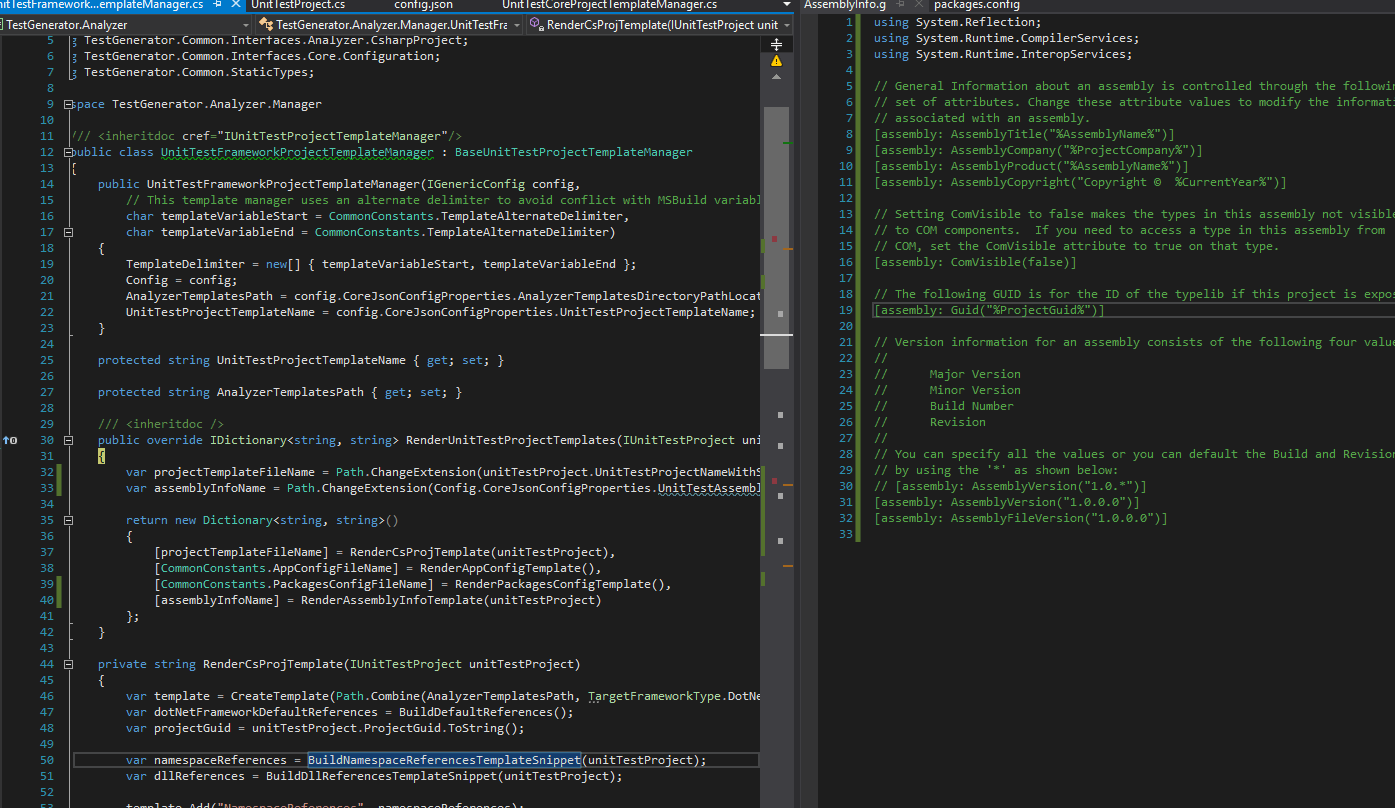 nitTestFramework...emplateManager.cs
UnitTestProject.cs
config.json
UnitTestCoreProjectTemplateManager.cs
TestGenerator.Analyzer
TestGenerator.Analyzer.Manager.UnitTestFra
RenderCsProjTemplate(IUnitTestProject unit
5 ; TestGenerator.Common.Interfaces.Analyzer.CsharpProject;
6 ; TestGenerator.Common.Interfaces.Core.Configuration;
7 ; TestGenerator.Common.StaticTypes;
8
9 space TestGenerator.Analyzer.Manager
10
11 /// <inheritdoc cref="IUnitTestProjectTemplateManager"/>
12 public class UnitTestFrameworkProjectTemplateManager : BaseUnitTestProjectTemplateManager
13 {
14 public UnitTestFrameworkProjectTemplateManager(IGenericConfig config,
15 // This template manager uses an alternate delimiter to avoid conflict with MSBuild variabl
16 char templateVariableStart = CommonConstants.TemplateAlternateDelimiter,
17 char templateVariableEnd = CommonConstants.TemplateAlternateDelimiter)
18 {
19 TemplateDelimiter = new[] { templateVariableStart, templateVariableEnd };
20 Config = config;
21 AnalyzerTemplatesPath = config.CoreJsonConfigProperties.AnalyzerTemplatesDirectoryPathLocat
22 UnitTestProjectTemplateName = config.CoreJsonConfigProperties.UnitTestProjectTemplateName;
23 }
24
25 protected string UnitTestProjectTemplateName { get; set; }
26
27 protected string AnalyzerTemplatesPath { get; set; }
28
29 /// <inheritdoc />
30 public override IDictionary<string, string> RenderUnitTestProjectTemplates(IUnitTestProject uni
31 {
32 var projectTemplateFileName = Path.ChangeExtension(unitTestProject.UnitTestProjectNameWithS
33 var assemblyInfoName = Path.ChangeExtension(Config.CoreJsonConfigProperties.UnitTestAssembl
34
35 return new Dictionary<string, string>()
36 {
37 [projectTemplateFileName] = RenderCsProjTemplate(unitTestProject),
38 [CommonConstants.AppConfigFileName] = RenderAppConfigTemplate(),
39 [CommonConstants.PackagesConfigFileName] = RenderPackagesConfigTemplate(),
40 [assemblyInfoName] = RenderAssemblyInfoTemplate(unitTestProject)
41 };
42 }
43
44 private string RenderCsProjTemplate(IUnitTestProject unitTestProject)
45 {
46 var template = CreateTemplate(Path.Combine(AnalyzerTemplatesPath, TargetFrameworkType.DotNe
47 var dotNetFrameworkDefaultReferences = BuildDefaultReferences();
48 var projectGuid = unitTestProject.ProjectGuid.ToString();
49
50 var namespaceReferences = BuildNamespaceReferencesTemplateSnippet(unitTestProject);
51 var dllReferences = BuildDllReferencesTemplateSnippet(unitTestProject);
52
53 template.Add("NamespaceReferences", namespaceReferences);
AssemblyInfo.g
packages.config
1 using System.Reflection;
2 using System.Runtime.CompilerServices;
3 using System.Runtime.InteropServices;
4
5 // General Information about an assembly is controlled through the followin
6 // set of attributes. Change these attribute values to modify the informati
7 // associated with an assembly.
8 [assembly: AssemblyTitle("%AssemblyName%")]
9 [assembly: AssemblyCompany("%ProjectCompany%")]
10 [assembly: AssemblyProduct("%AssemblyName%")]
11 [assembly: AssemblyCopyright("Copyright ©  %CurrentYear%")]
12
13 // Setting ComVisible to false makes the types in this assembly not visible
14 // to COM components.  If you need to access a type in this assembly from
15 // COM, set the ComVisible attribute to true on that type.
16 [assembly: ComVisible(false)]
17
18 // The following GUID is for the ID of the typelib if this project is expos
19 [assembly: Guid("%ProjectGuid%")]
20
21 // Version information for an assembly consists of the following four value
22 //
23 // Major Version
24 // Minor Version
25 // Build Number
26 // Revision
27 //
28 // You can specify all the values or you can default the Build and Revision
29 // by using the '*' as shown below:
30 // [assembly: AssemblyVersion("1.0.*")]
31 [assembly: AssemblyVersion("1.0.0.0")]
32 [assembly: AssemblyFileVersion("1.0.0.0")]
33